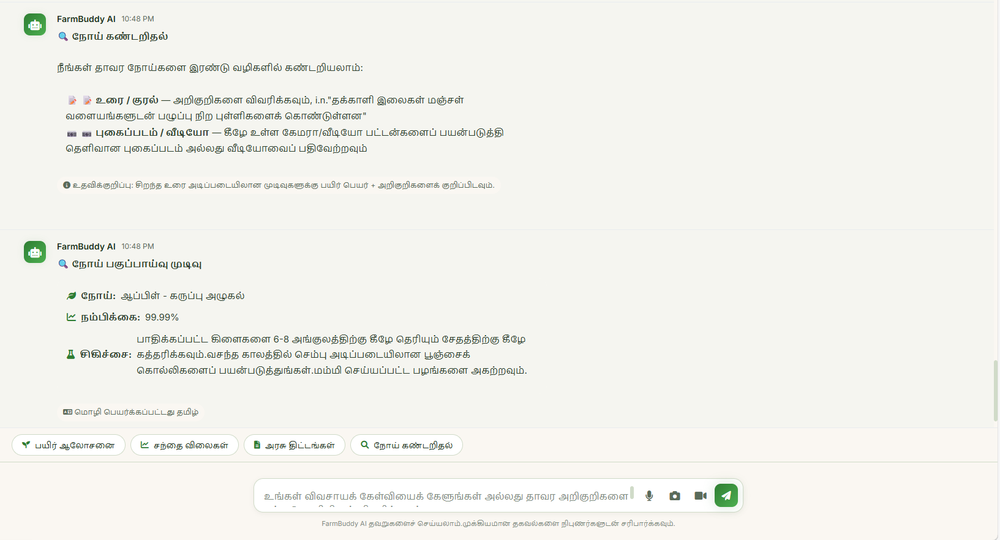 FarmBuddy AI 10:48 PM
நோய் கண்டறிதல்
நீங்கள் தாவர நோய்களை இரண்டு வழிகளில் கண்டறியலாம்:
உரை / குரல் — அறிகுறிகளை விவரிக்கவும், i.n."தக்காளி இலைகள் மஞ்சள்
வளையங்களுடன் பழுப்பு நிற புள்ளிகளைக் கொண்டுள்ளன"
புகைப்படம் / வீடியோ — கீழே உள்ள கேமரா/வீடியோ பட்டன்களைப் பயன்படுத்தி
தெளிவான புகைப்படம் அல்லது வீடியோவைப் பதிவேற்றவும்
உதவிக்குறிப்பு: சிறந்த உரை அடிப்படையிலான முடிவுகளுக்கு பயிர் பெயர் + அறிகுறிகளைக் குறிப்பிடவும்.
FarmBuddy AI 10:48 PM
நோய் பகுப்பாய்வு முடிவு
நோய்: ஆப்பிள் - கருப்பு அழுகல்
நம்பிக்கை: 99.99%
பாதிக்கப்பட்ட கிளைகளை 6-8 அங்குலத்திற்கு கீழே தெரியும் சேதத்திற்கு கீழே
சிகிச்சை: கத்தரிக்கவும்.வசந்த காலத்தில் செம்பு அடிப்படையிலான பூஞ்சைக்
கொல்லிகளைப் பயன்படுத்துங்கள்.மம்மி செய்யப்பட்ட பழங்களை அகற்றவும்.
மொழி பெயர்க்கப்பட்டது தமிழ்
பயிர் ஆலோசனை சந்தை விலைகள் அரசு திட்டங்கள் நோய் கண்டறிதல்
உங்கள் விவசாயக் கேள்வியைக் கேளுங்கள் அல்லது தாவர அறிகுறிகளை
FarmBuddy AI தவறுகளைச் செய்யலாம்.முக்கியமான தகவல்களை நிபுணர்களுடன் சரிபார்க்கவும்.